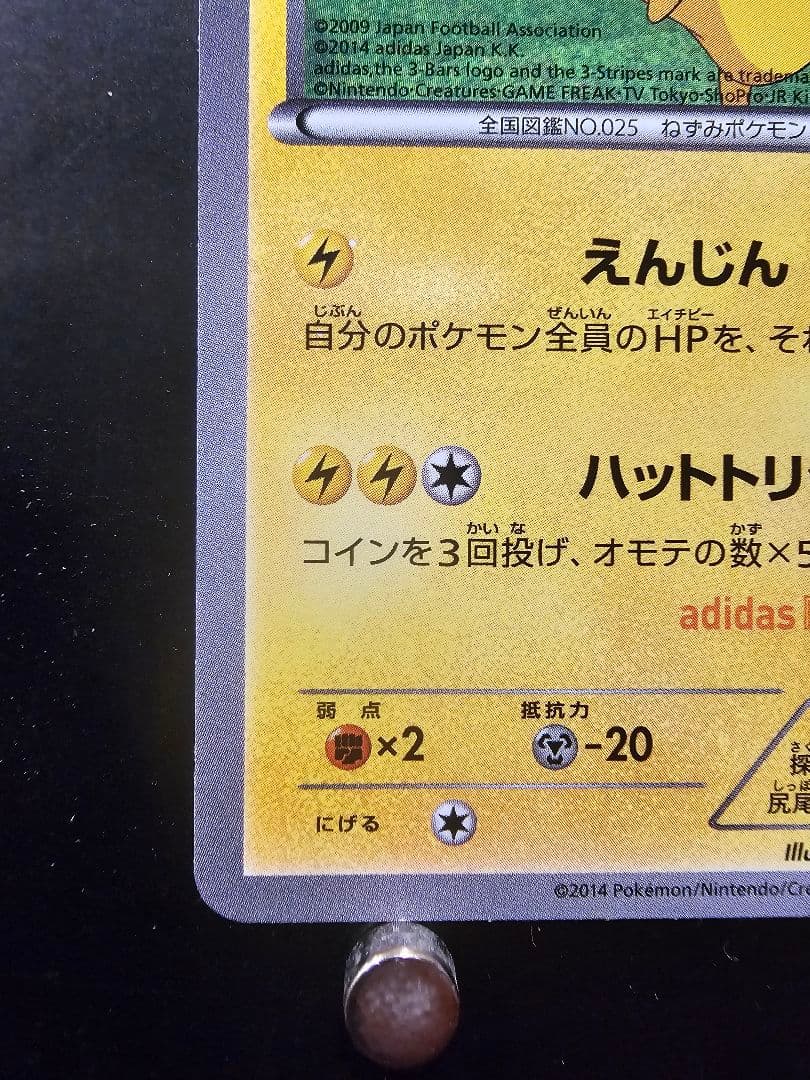 ©2009 Japan Football Association
©2014 adidas Japan K.K.
adidas,the 3-Bars logo and the 3-Stripes mark are
©Nintendo·Creatures·GAME FREAK·TV Tokyo·ShoPro·JR
全国図鑑NO.025 ねずみポケモン
えんじん
じぶん ぜんいん エイチピー
自分のポケモン全員のHPを、
ハットトリ
かい な かず
コインを3回投げ、オモテの数×5
adidas
弱点 抵抗力
×2 -20
にげる
©2014 Pokémon/Nintendo/